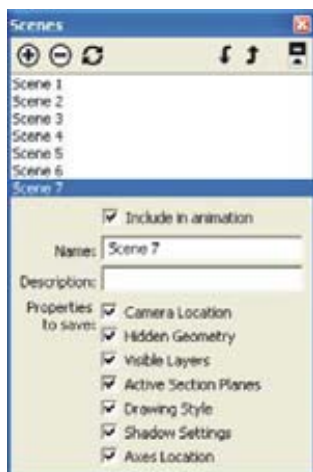 Scenes
Scene 1
Scene 2
Scene 3
Scene 4
Scene 5
Scene 6
Scene 7
Include in animation
Name: Scene 7
Description:
Properties to save: Camera Location
Hidden Geometry
Visible Layers
Active Section Planes
Drawing Style
Shadow Settings
Axes Location